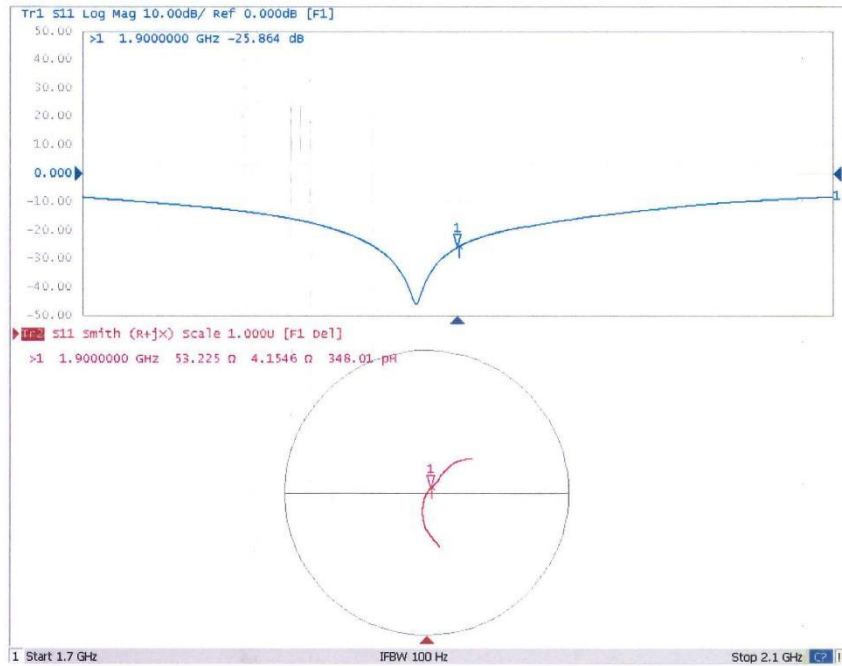 Tr1 S11 Log Mag 10.00dB/ Ref 0.000dB [F1]
50.00
>1 1.9000000 GHz -25.864 dB
40.00
30.00
20.00
10.00
0.000
-10.00
1
-20.00
1
-30.00
-40.00
-50.00
Tr2 S11 Smith (R+jX) Scale 1.000U [F1 Del]
>1 1.9000000 GHz 53.225 Ω 4.1546 Ω 348.01 pH
1
1 Start 1.7 GHz IFBW 100 Hz Stop 2.1 GHz C?